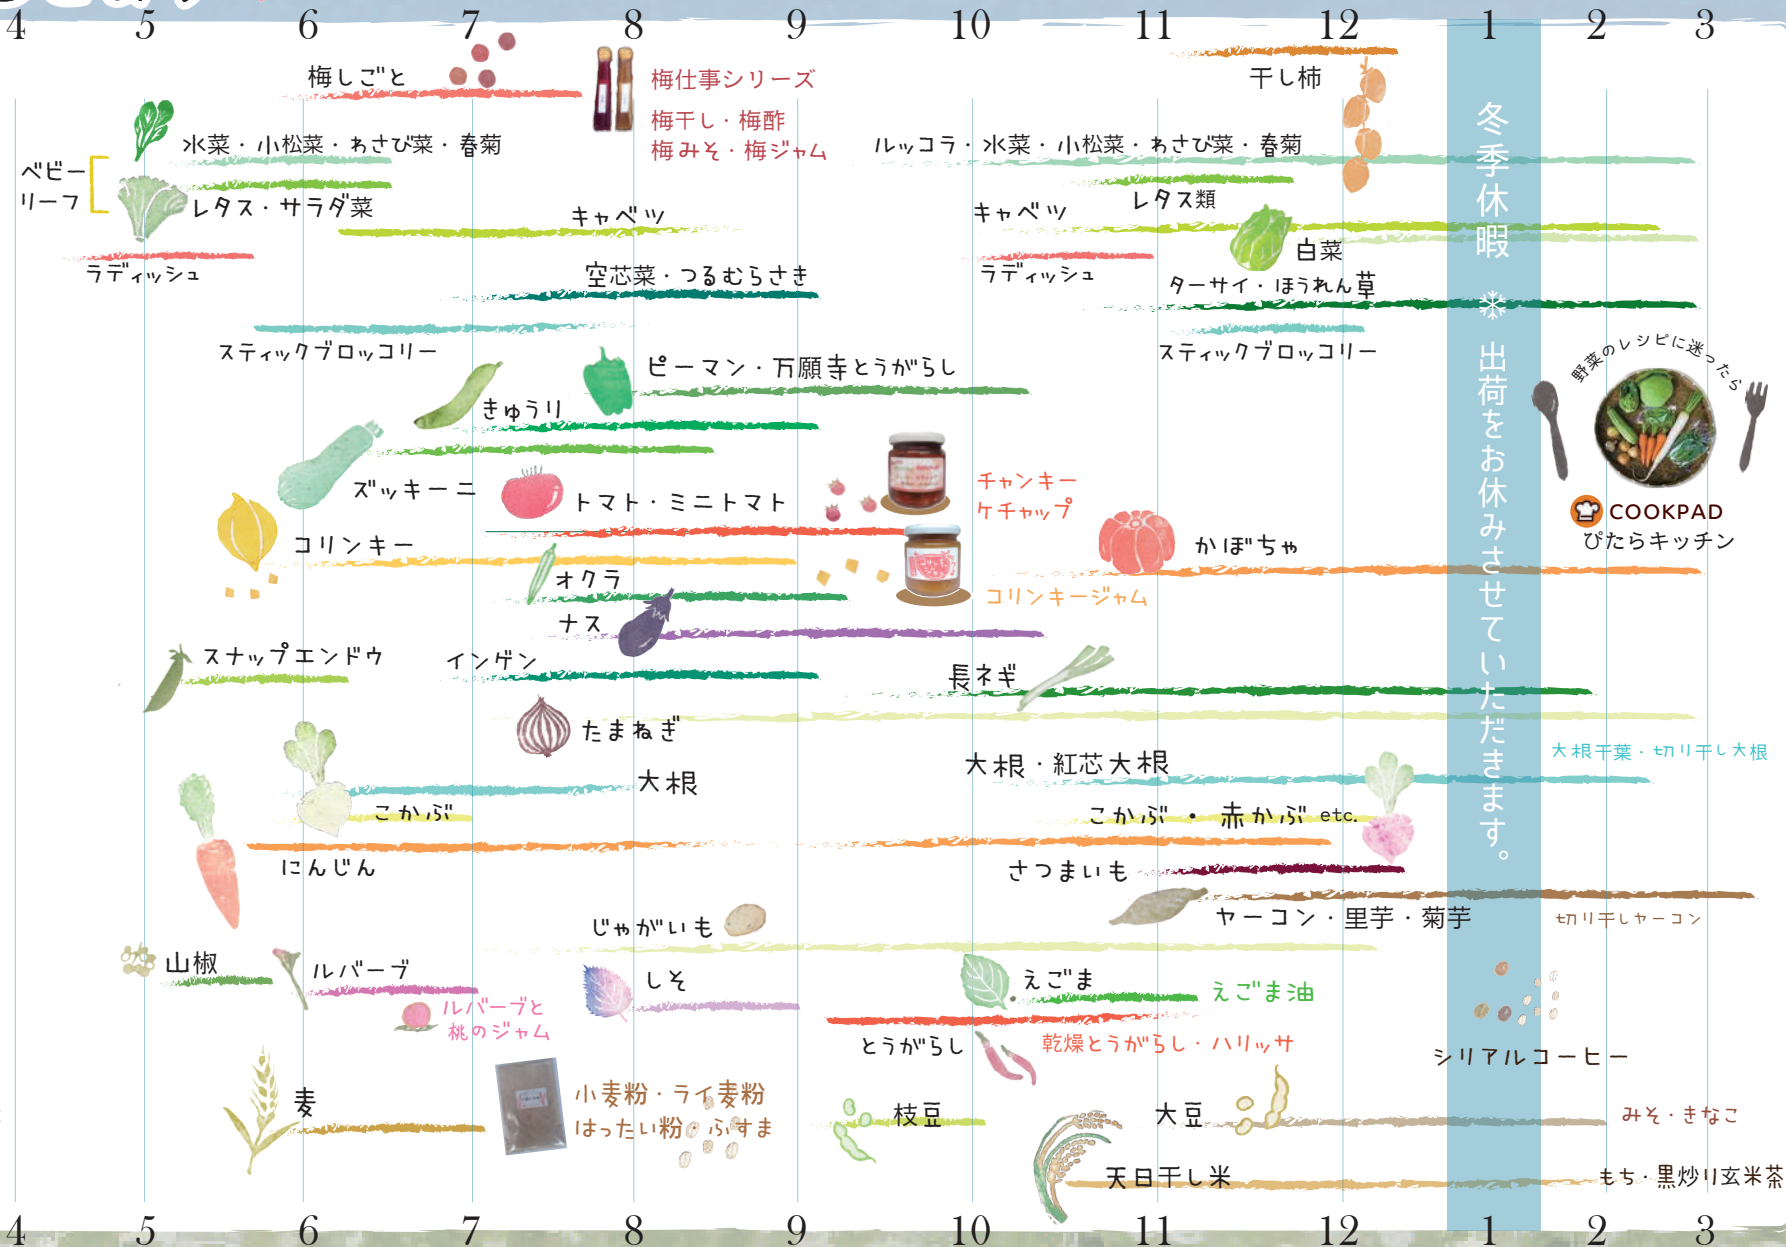 4 5 6 7 8 9 10 11 12 1 2 3
梅しごと
梅仕事シリーズ
梅干し・梅酢
梅みそ・梅ジャム
干し柿
ベビー
リーフ
水菜・小松菜・わさび菜・春菊
レタス・サラダ菜
ルッコラ・水菜・小松菜・わさび菜・春菊
レタス類
キャベツ
キャベツ
白菜
ラディッシュ
ラディッシュ
空芯菜・つるむらさき
ターサイ・ほうれん草
スティックブロッコリー
スティックブロッコリー
ピーマン・万願寺とうがらし
きゅうり
ズッキーニ
トマト・ミニトマト
チャンキー
ケチャップ
コリンキー
かぼちゃ
オクラ
コリンキージャム
ナス
スナップエンドウ
インゲン
長ネギ
たまねぎ
大根
大根・紅芯大根
大根干葉・切り干し大根
こかぶ
こかぶ ・ 赤かぶ etc.
にんじん
さつまいも
じゃがいも
ヤーコン・里芋・菊芋
切り干しヤーコン
山椒
ルバーブ
ルバーブと
桃のジャム
しそ
えごま
えごま油
とうがらし
乾燥とうがらし・ハリッサ
シリアルコーヒー
麦
小麦粉・ライ麦粉
はったい粉・ふすま
枝豆
大豆
みそ・きなこ
天日干し米
もち・黒炒り玄米茶
冬季休暇 ❄ 出荷をお休みさせていただきます。
野菜のレシピに迷ったら
COOKPAD
ぴたらキッチン
4 5 6 7 8 9 10 11 12 1 2 3